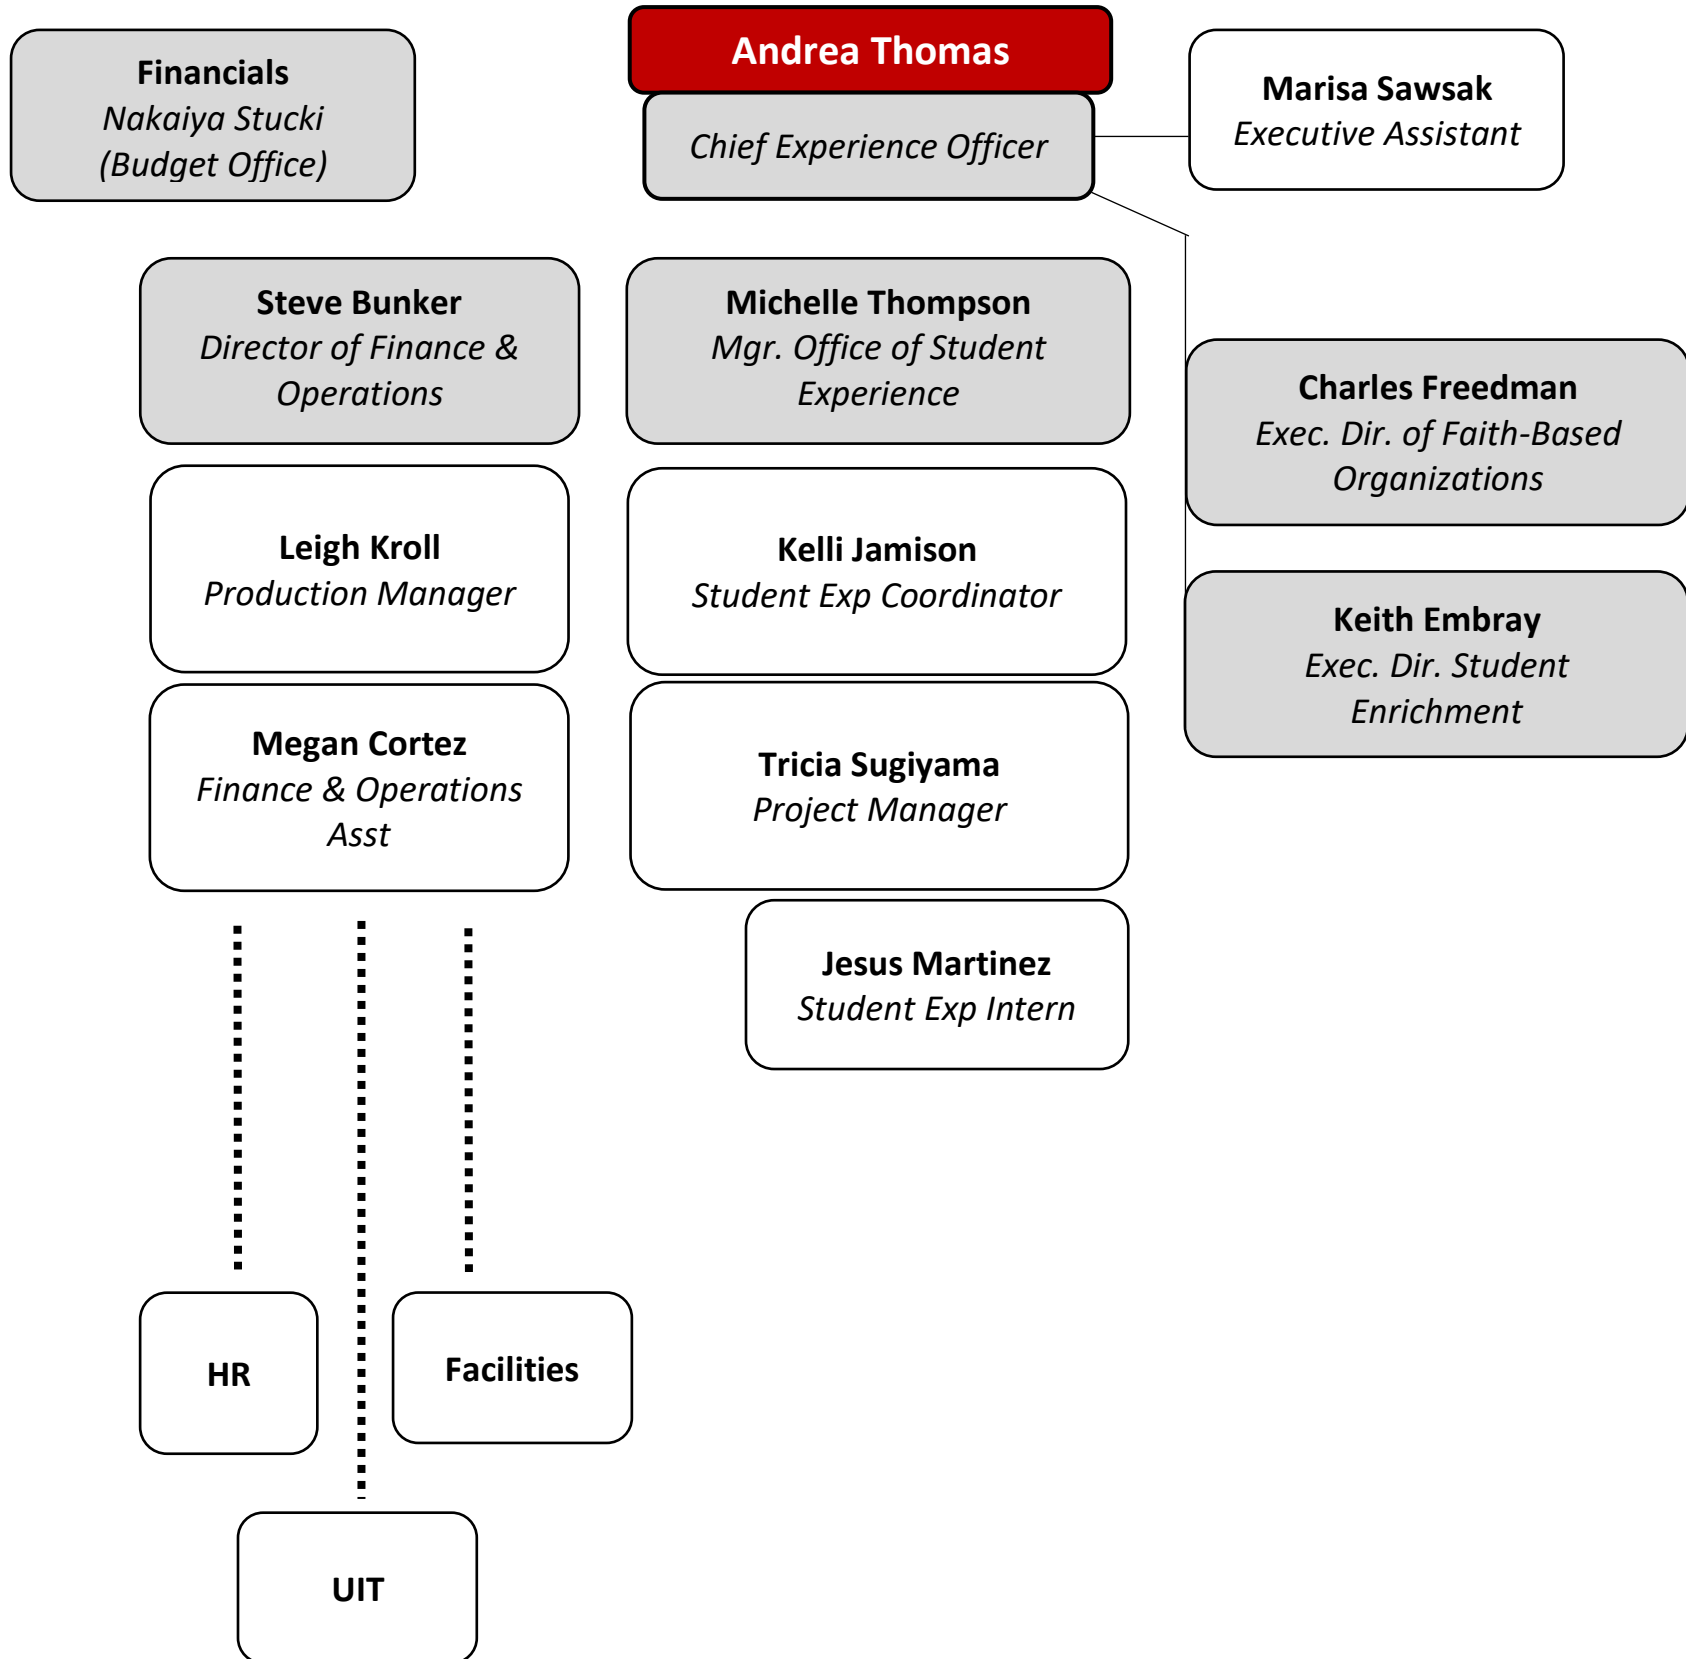 Financials
Nakaiya Stucki
(Budget Office)
Andrea Thomas
Chief Experience Officer
Marisa Sawsak
Executive Assistant
Steve Bunker
Director of Finance &
Operations
Michelle Thompson
Mgr. Office of Student
Experience
Charles Freedman
Exec. Dir. of Faith-Based
Organizations
Leigh Kroll
Production Manager
Kelli Jamison
Student Exp Coordinator
Keith Embray
Exec. Dir. Student
Enrichment
Megan Cortez
Finance & Operations
Asst
Tricia Sugiyama
Project Manager
Jesus Martinez
Student Exp Intern
HR
Facilities
UIT